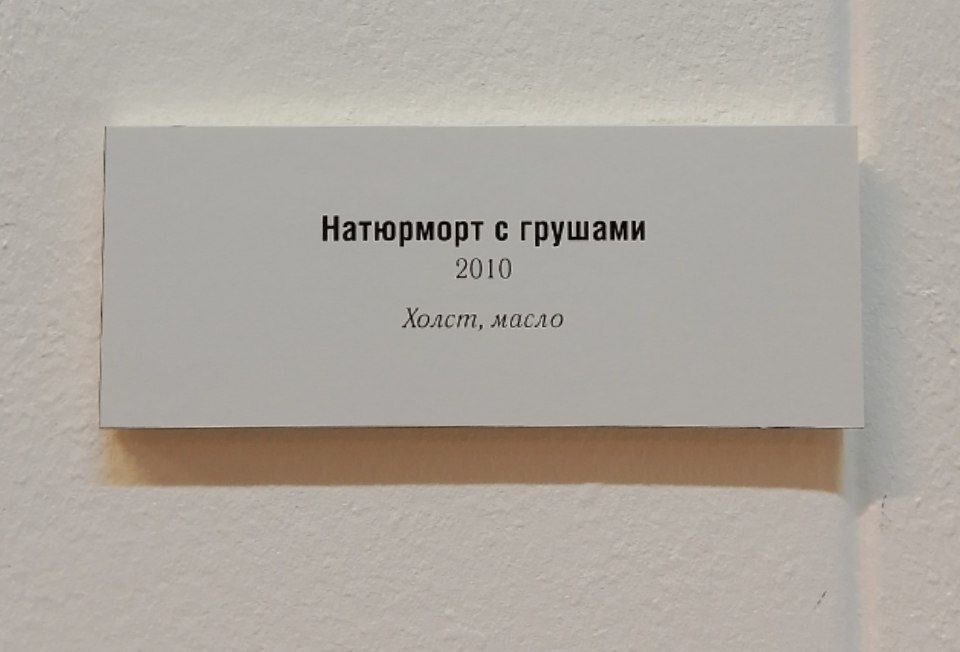 Натюрморт с грушами
2010
Холст, масло